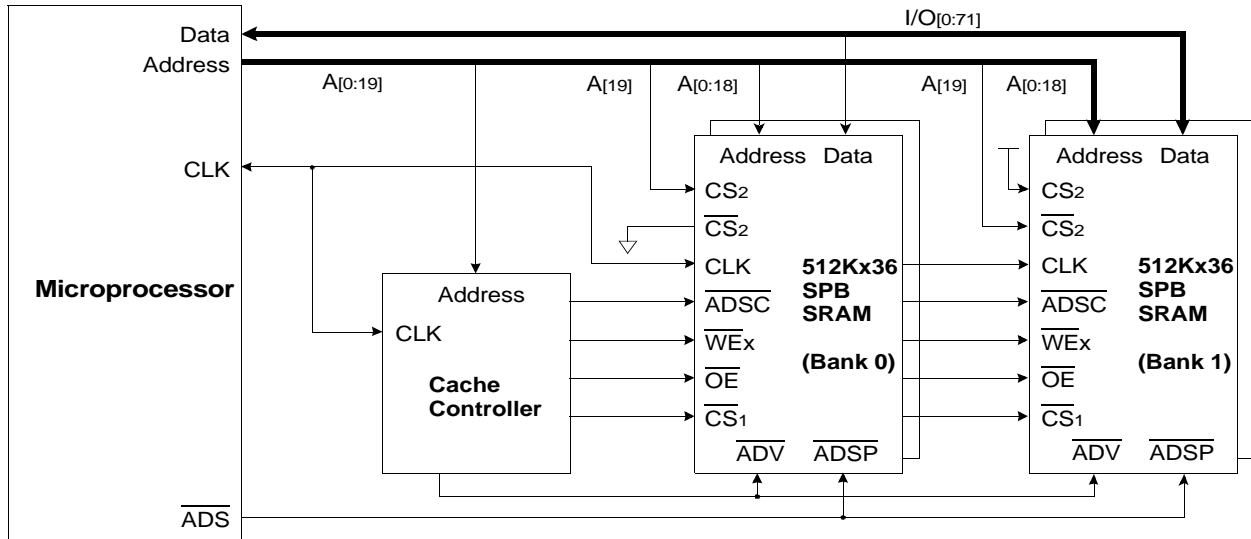 I/O[0:71]
Data
Address
A[0:19]
A[19]
A[0:18]
A[19]
A[0:18]
CLK
Microprocessor
ADS
Address
CLK
Cache
Controller
Address Data
CS2
CS2
CLK
ADSC
WEx
OE
CS1
ADV ADSP
512Kx36
SPB
SRAM
(Bank 0)
Address Data
CS2
CS2
CLK
ADSC
WEx
OE
CS1
ADV ADSP
512Kx36
SPB
SRAM
(Bank 1)